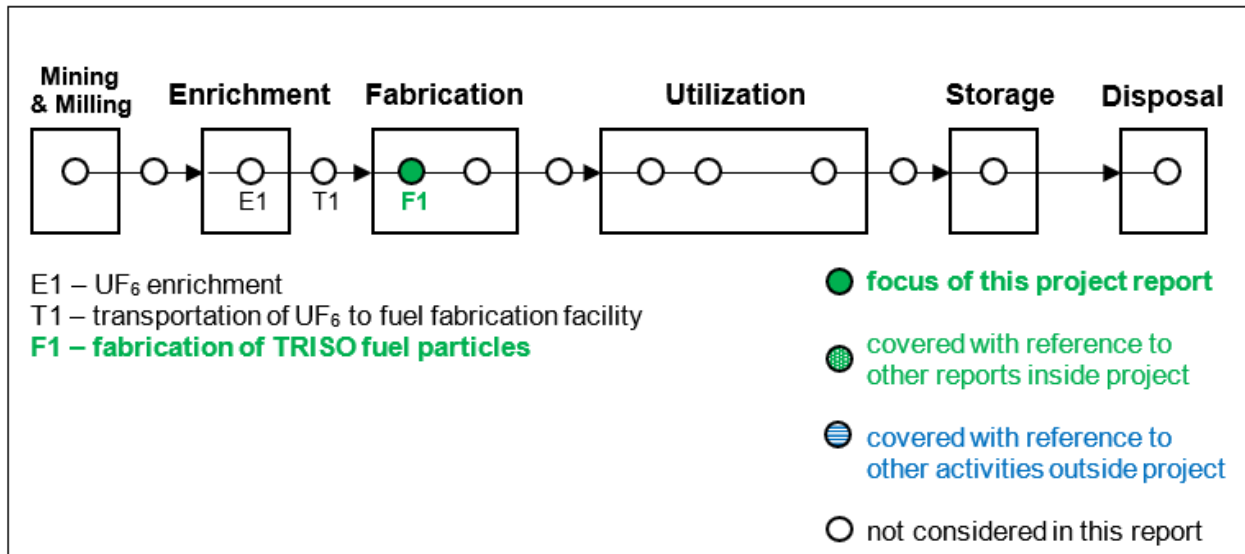 Mining
& Milling
Enrichment
Fabrication
Utilization
Storage
Disposal
E1
T1
F1
E1 – UF₆ enrichment
T1 – transportation of UF₆ to fuel fabrication facility
F1 – fabrication of TRISO fuel particles
focus of this project report
covered with reference to
other reports inside project
covered with reference to
other activities outside project
not considered in this report